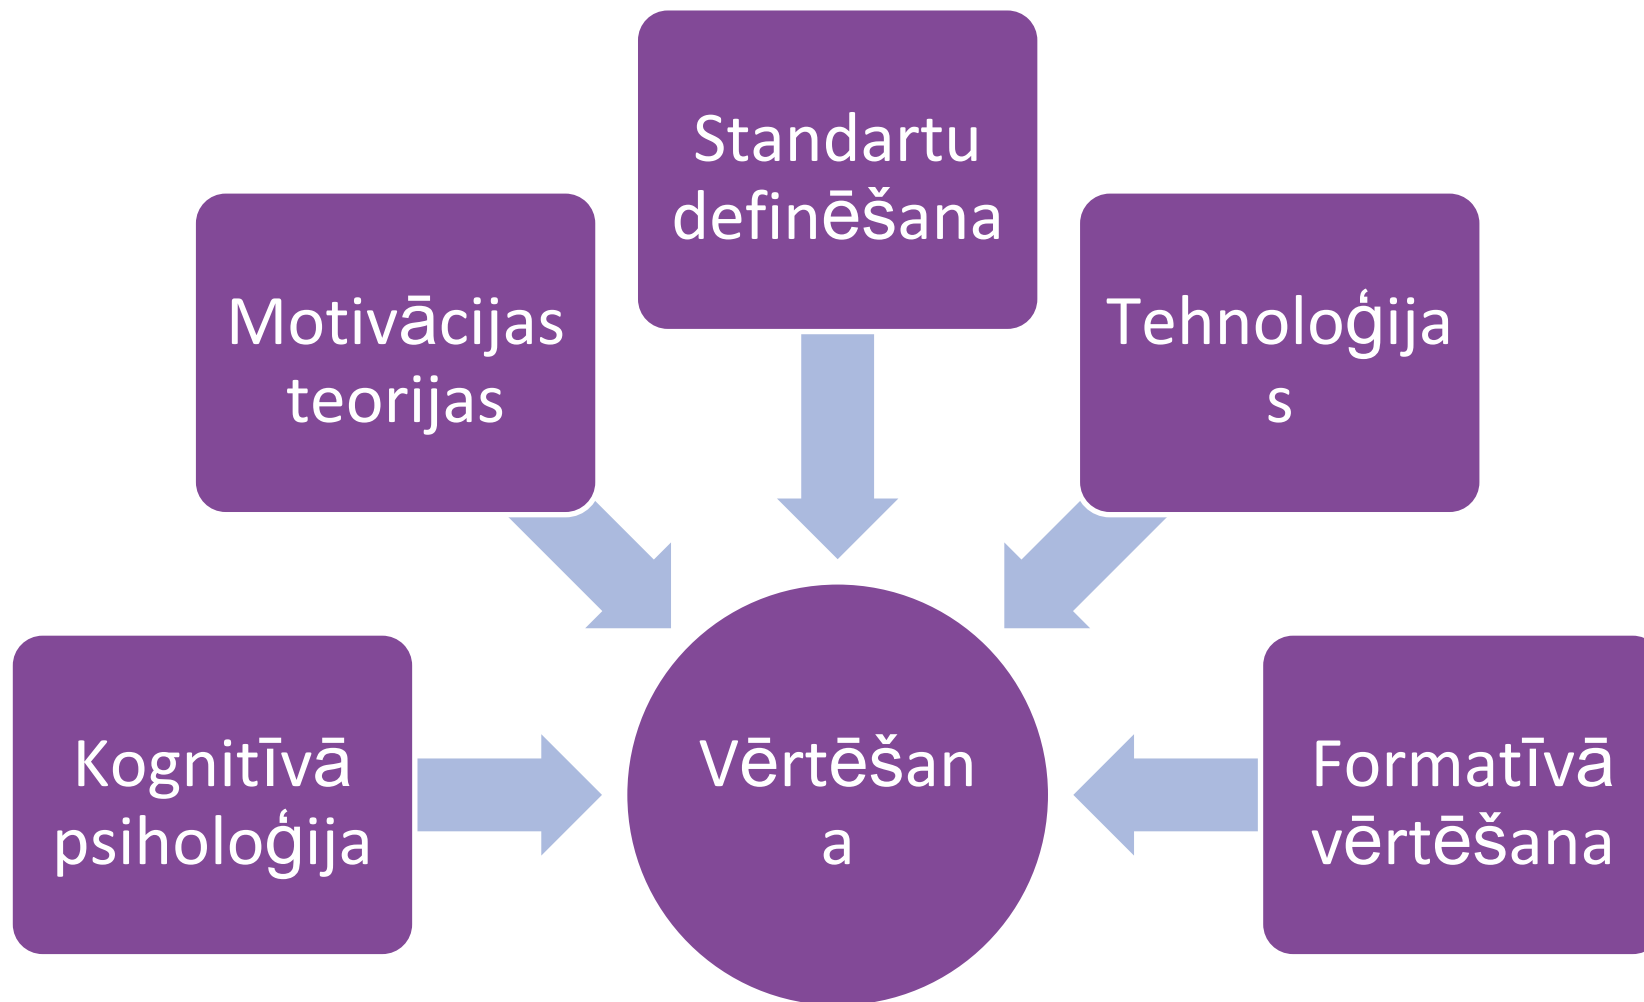 Standartu
definēšana
Motivācijas
teorijas
Tehnoloģija
s
Kognitīvā
psiholoģija
Vērtēšan
a
Formatīvā
vērtēšana